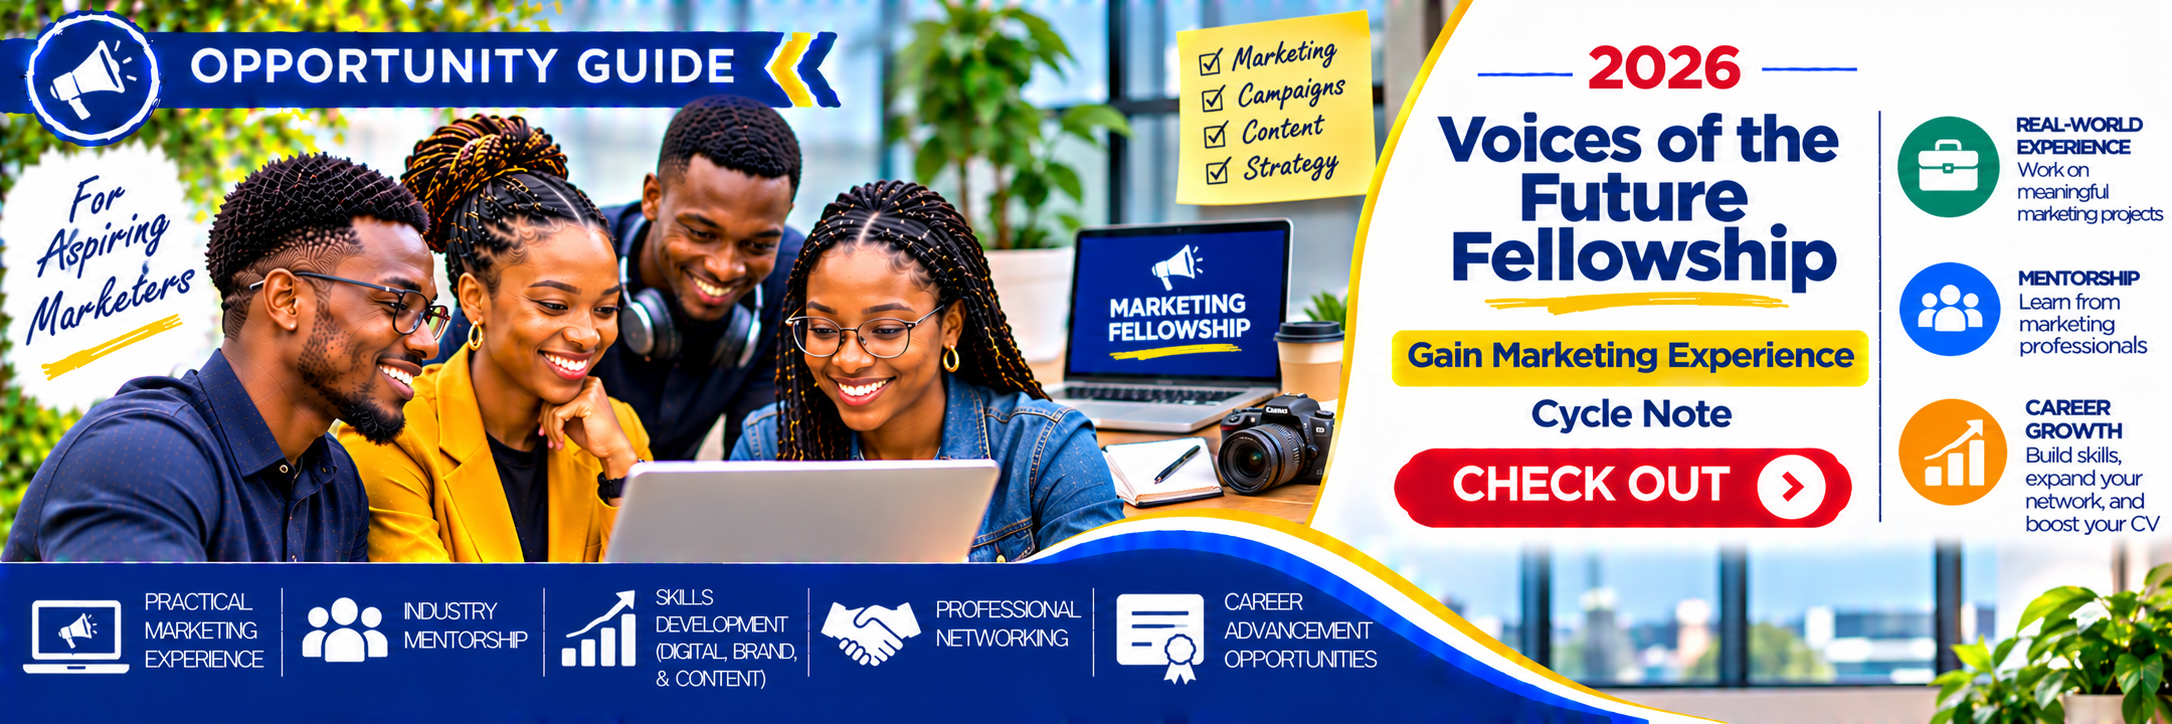 OPPORTUNITY GUIDE
For
Aspiring
Marketers
Marketing
Campaigns
Content
Strategy
MARKETING
FELLOWSHIP
Canon
2026
Voices of the
Future
Fellowship
Gain Marketing Experience
Cycle Note
CHECK OUT
REAL-WORLD
EXPERIENCE
Work on
meaningful
marketing projects
MENTORSHIP
Learn from
marketing
professionals
CAREER
GROWTH
Build skills,
expand your
network, and
boost your CV
PRACTICAL
MARKETING
EXPERIENCE
INDUSTRY
MENTORSHIP
SKILLS
DEVELOPMENT
(DIGITAL, BRAND,
& CONTENT)
PROFESSIONAL
NETWORKING
CAREER
ADVANCEMENT
OPPORTUNITIES